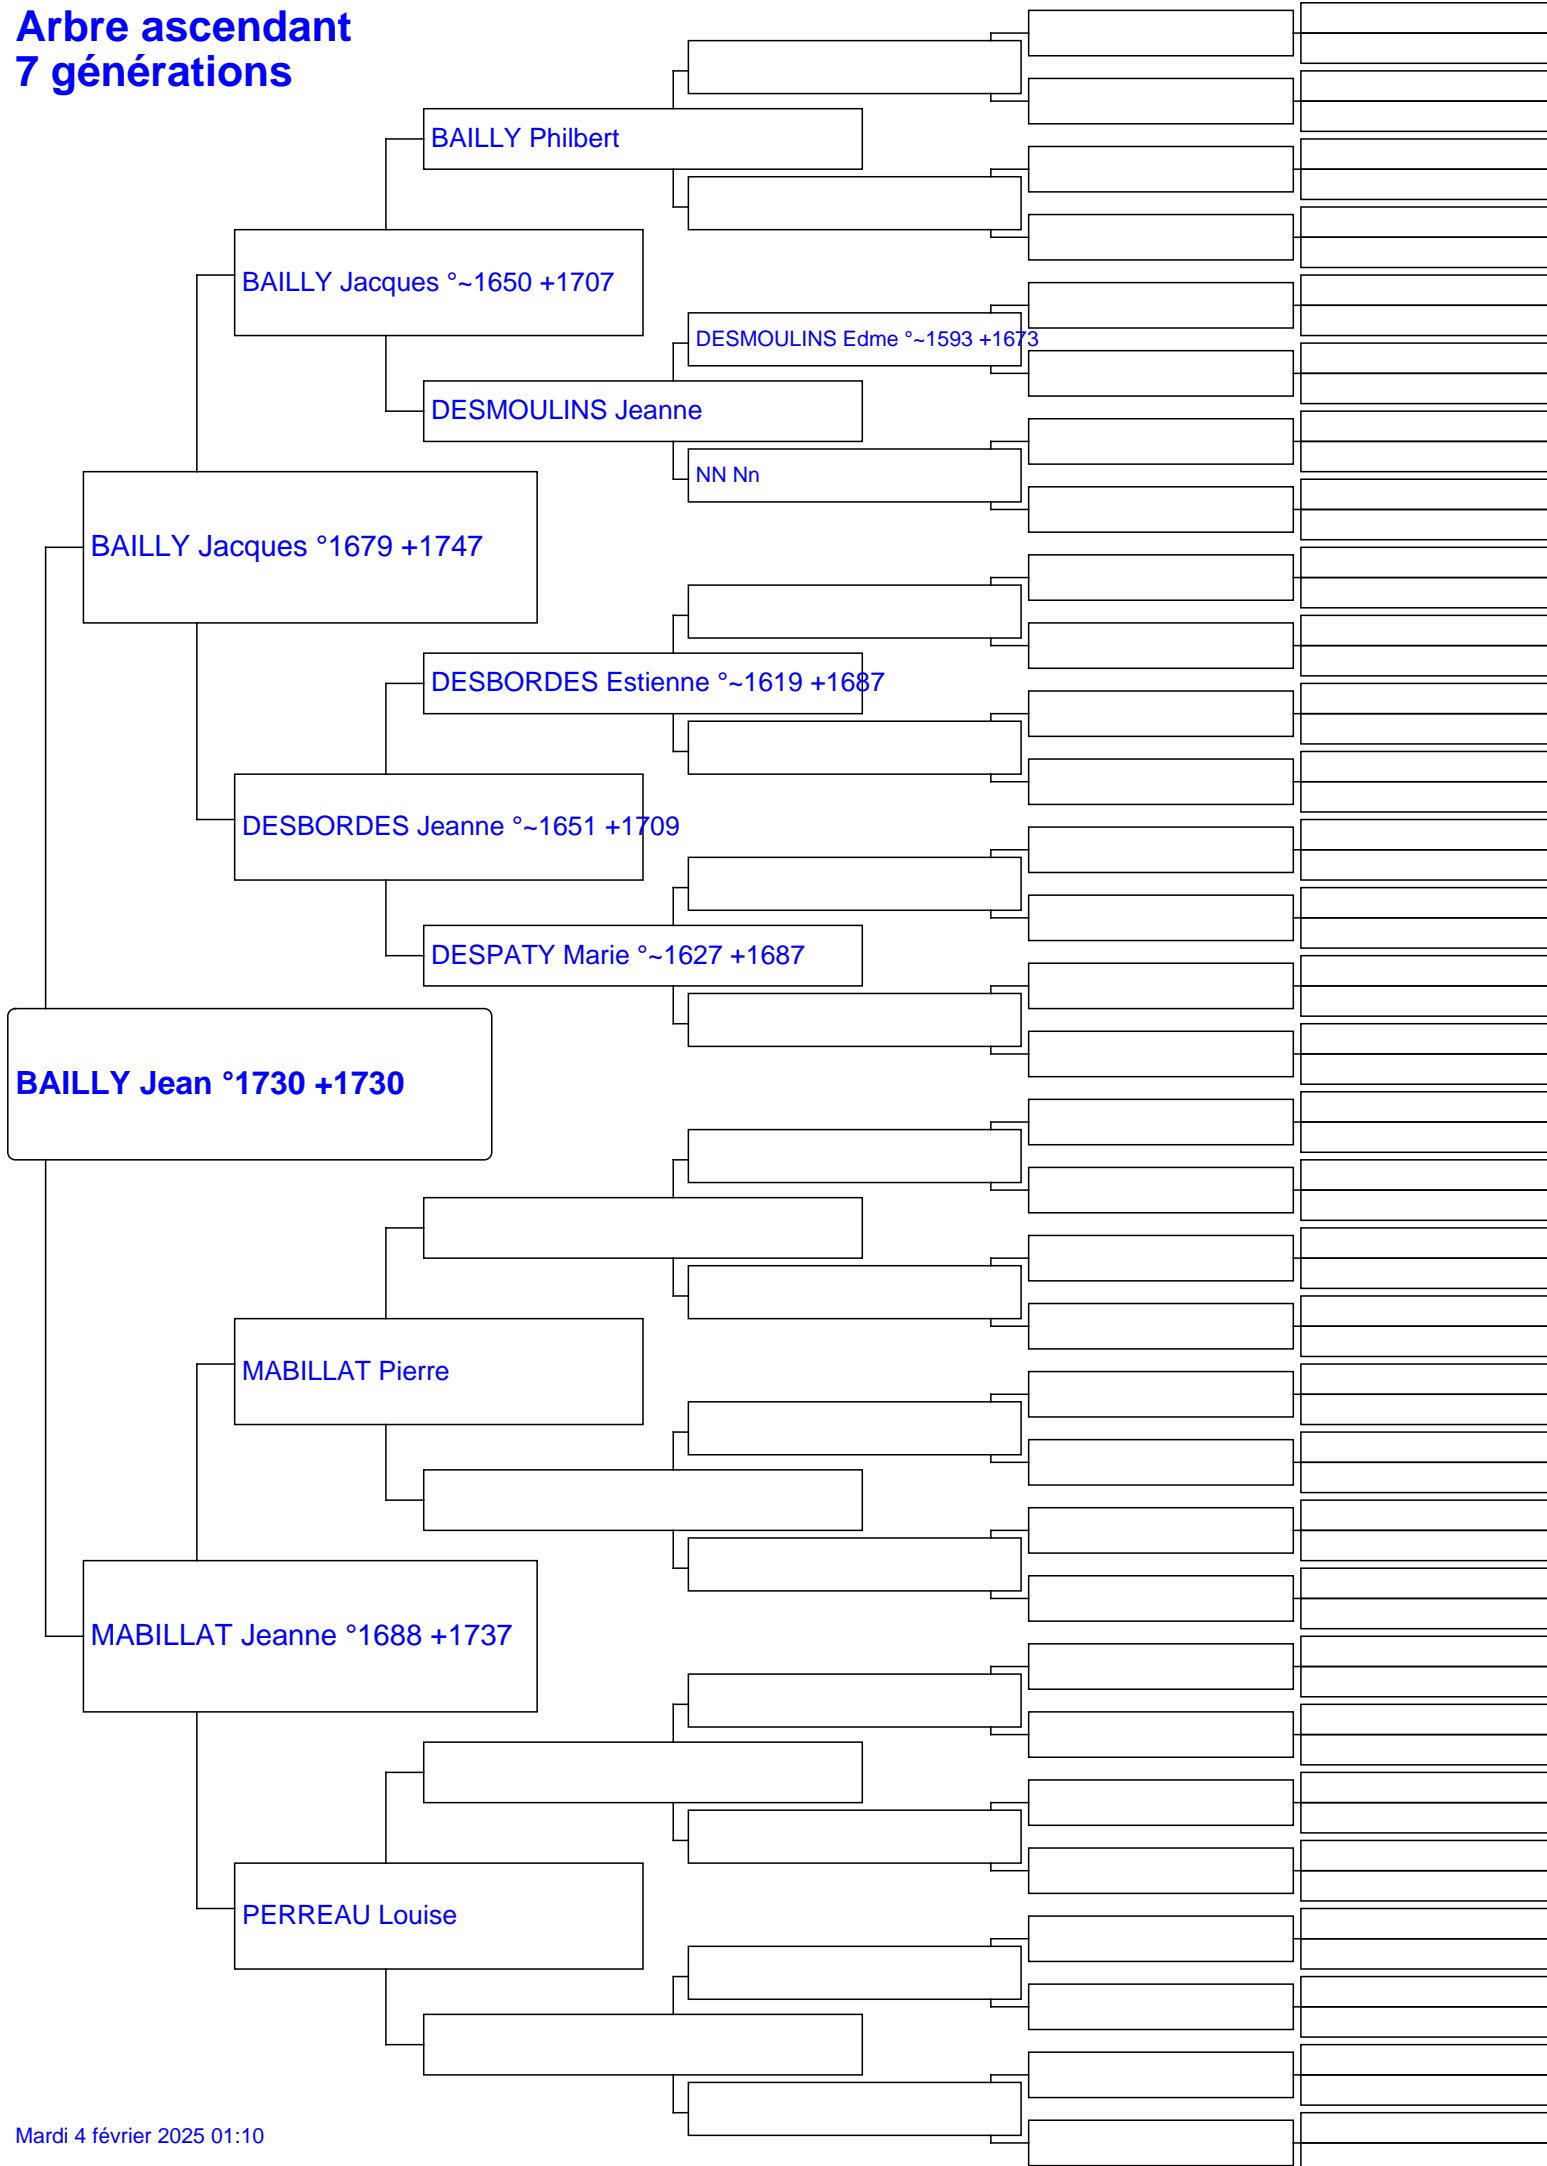 Arbre ascendant
7 générations
BAILLY Philbert
BAILLY Jacques °~1650 +1707
DESMOULINS Edme °~1593 +1673
DESMOULINS Jeanne
NN Nn
BAILLY Jacques °1679 +1747
DESBORDES Estienne °~1619 +1687
DESBORDES Jeanne °~1651 +1709
DESPATY Marie °~1627 +1687
BAILLY Jean °1730 +1730
MABILLAT Pierre
MABILLAT Jeanne °1688 +1737
PERREAU Louise
Mardi 4 février 2025 01:10